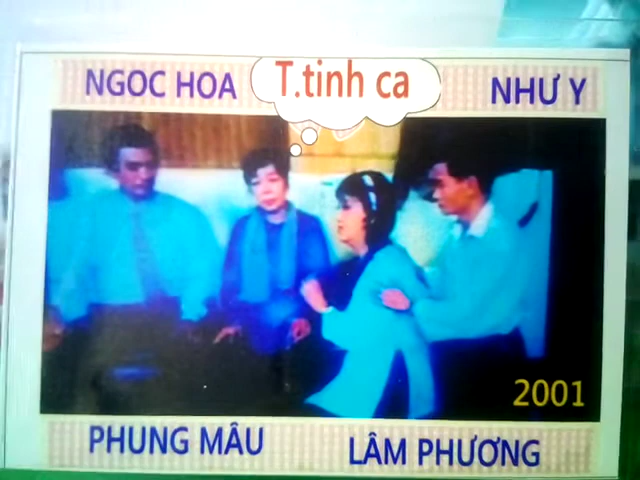 NGOC HOA
T.tinh ca
NHƯ Y
2001
PHUNG MÂU
LÂM PHƯƠNG